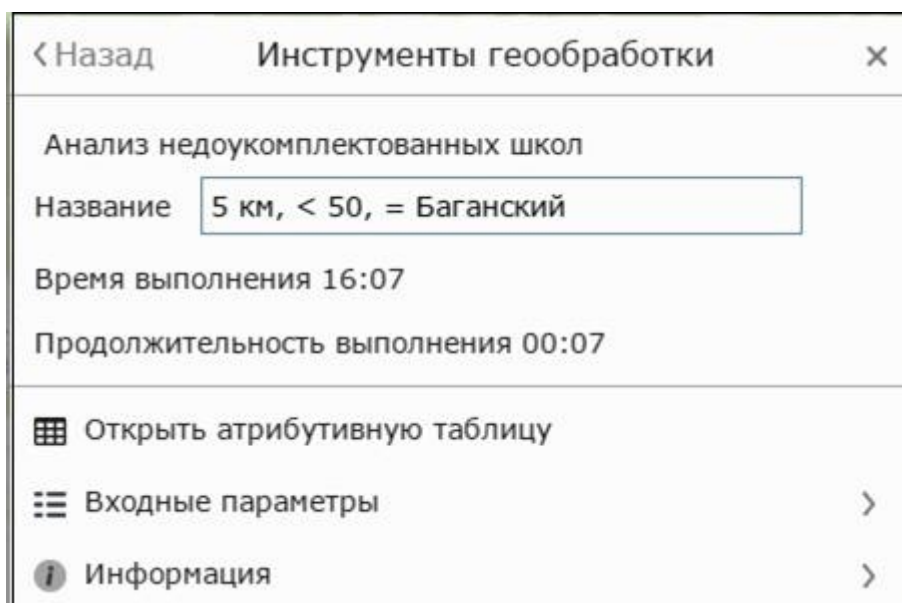 Назад Инструменты геообработки
Анализ недоукомплектованных школ
Название 5 км, < 50, = Баганский
Время выполнения 16:07
Продолжительность выполнения 00:07
Открыть атрибутивную таблицу
Входные параметры
Информация